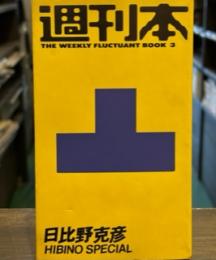 週刊本
THE WEEKLY FLUCTUANT BOOK 3
日比野克彦
HIBINO SPECIAL